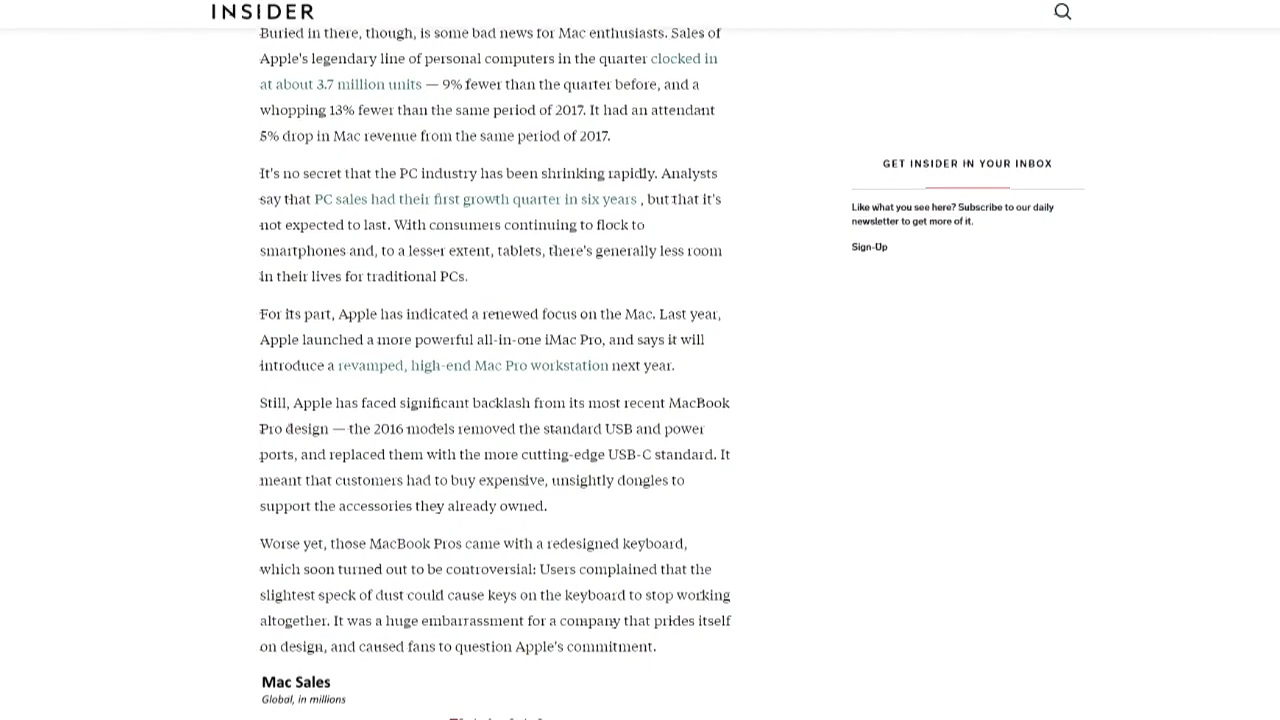 INSIDER
Buried in there, though, is some bad news for Mac enthusiasts. Sales of
Apple's legendary line of personal computers in the quarter clocked in
at about 3.7 million units — 9% fewer than the quarter before, and a
whopping 13% fewer than the same period of 2017. It had an attendant
5% drop in Mac revenue from the same period of 2017.
It's no secret that the PC industry has been shrinking rapidly. Analysts
say that PC sales had their first growth quarter in six years , but that it's
not expected to last. With consumers continuing to flock to
smartphones and, to a lesser extent, tablets, there's generally less room
in their lives for traditional PCs.
For its part, Apple has indicated a renewed focus on the Mac. Last year,
Apple launched a more powerful all-in-one iMac Pro, and says it will
introduce a revamped, high-end Mac Pro workstation next year.
Still, Apple has faced significant backlash from its most recent MacBook
Pro design — the 2016 models removed the standard USB and power
ports, and replaced them with the more cutting-edge USB-C standard. It
meant that customers had to buy expensive, unsightly dongles to
support the accessories they already owned.
Worse yet, those MacBook Pros came with a redesigned keyboard,
which soon turned out to be controversial: Users complained that the
slightest speck of dust could cause keys on the keyboard to stop working
altogether. It was a huge embarrassment for a company that prides itself
on design, and caused fans to question Apple's commitment.
Mac Sales
Global, in millions
GET INSIDER IN YOUR INBOX
Like what you see here? Subscribe to our daily
newsletter to get more of it.
Sign-Up